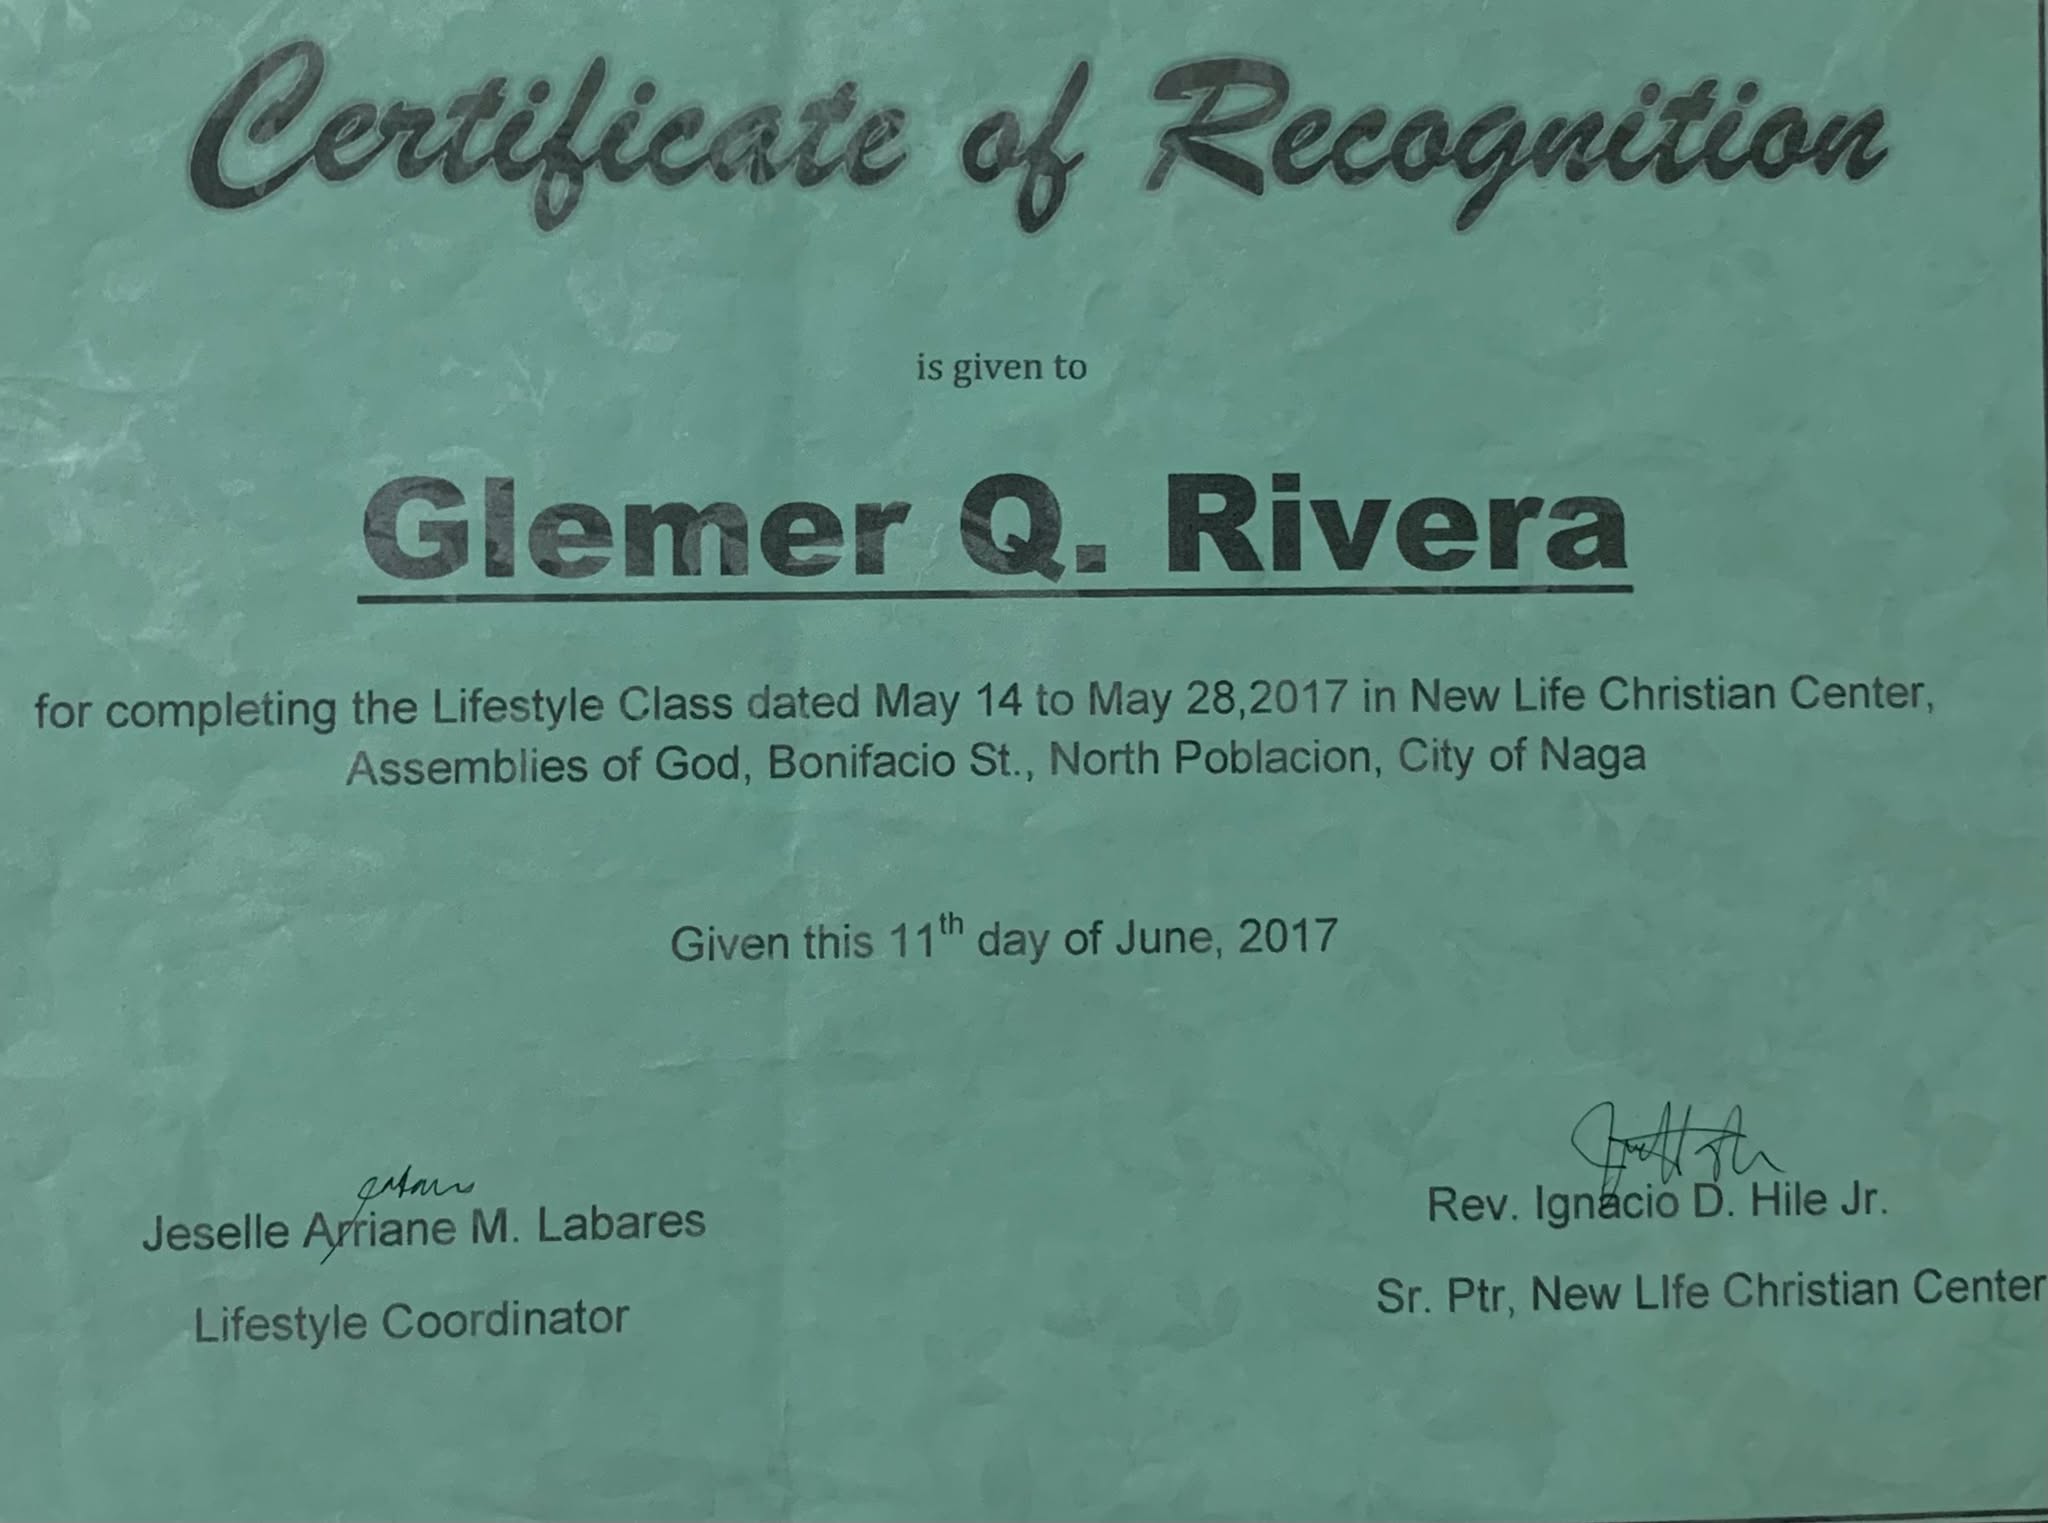 Certificate of Recognition
is given to
Glemer Q. Rivera
for completing the Lifestyle Class dated May 14 to May 28,2017 in New Life Christian Center,
Assemblies of God, Bonifacio St., North Poblacion, City of Naga
Given this 11th day of June, 2017
Jeselle Arriane M. Labares
Rev. Ignacio D. Hile Jr.
Lifestyle Coordinator
Sr. Ptr, New LIfe Christian Center